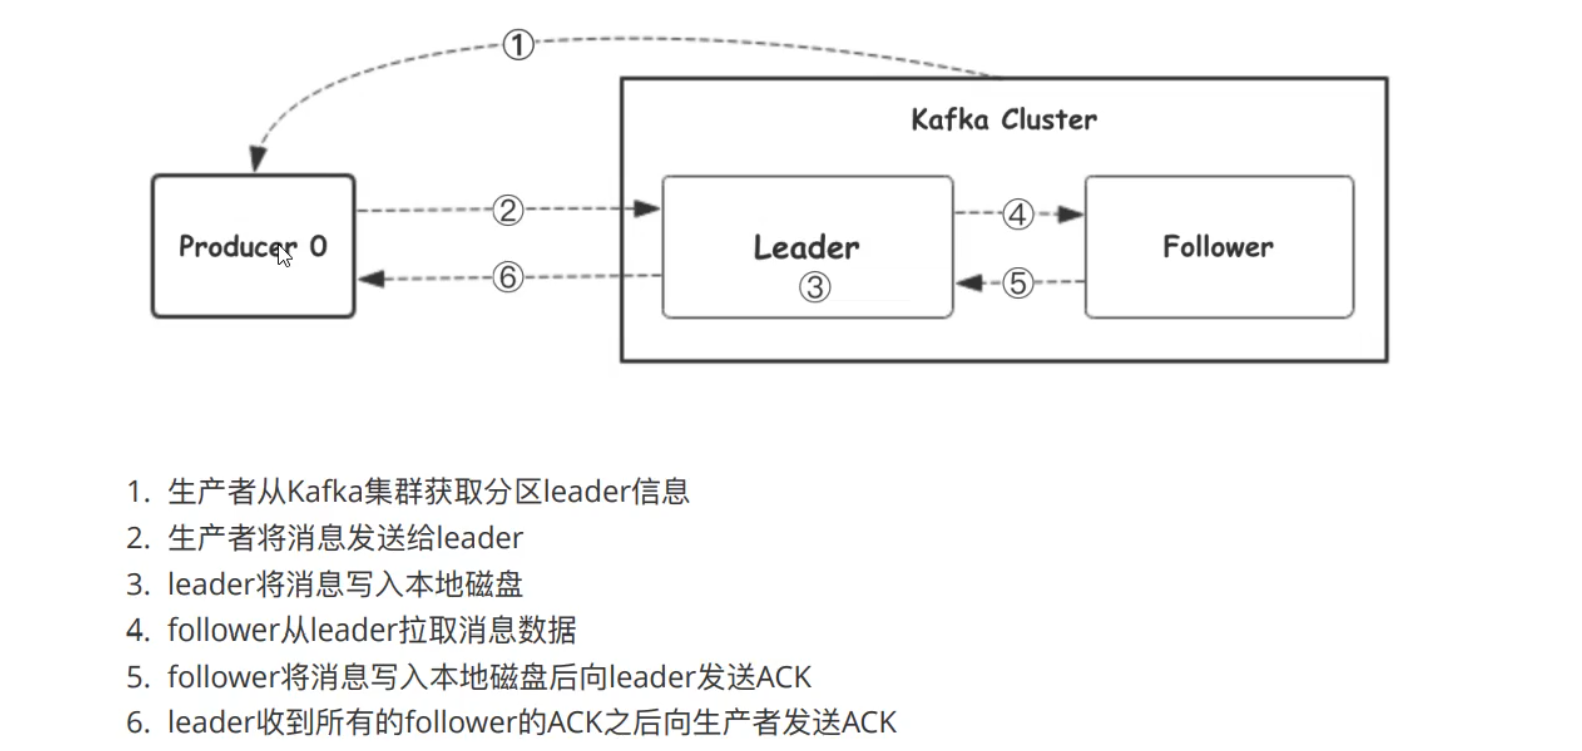 ①
Kafka Cluster
Producer 0
②
Leader
④
Follower
⑥
③
⑤
1. 生产者从Kafka集群获取分区leader信息
2. 生产者将消息发送给leader
3. leader将消息写入本地磁盘
4. follower从leader拉取消息数据
5. follower将消息写入本地磁盘后向leader发送ACK
6. leader收到所有的follower的ACK之后向生产者发送ACK